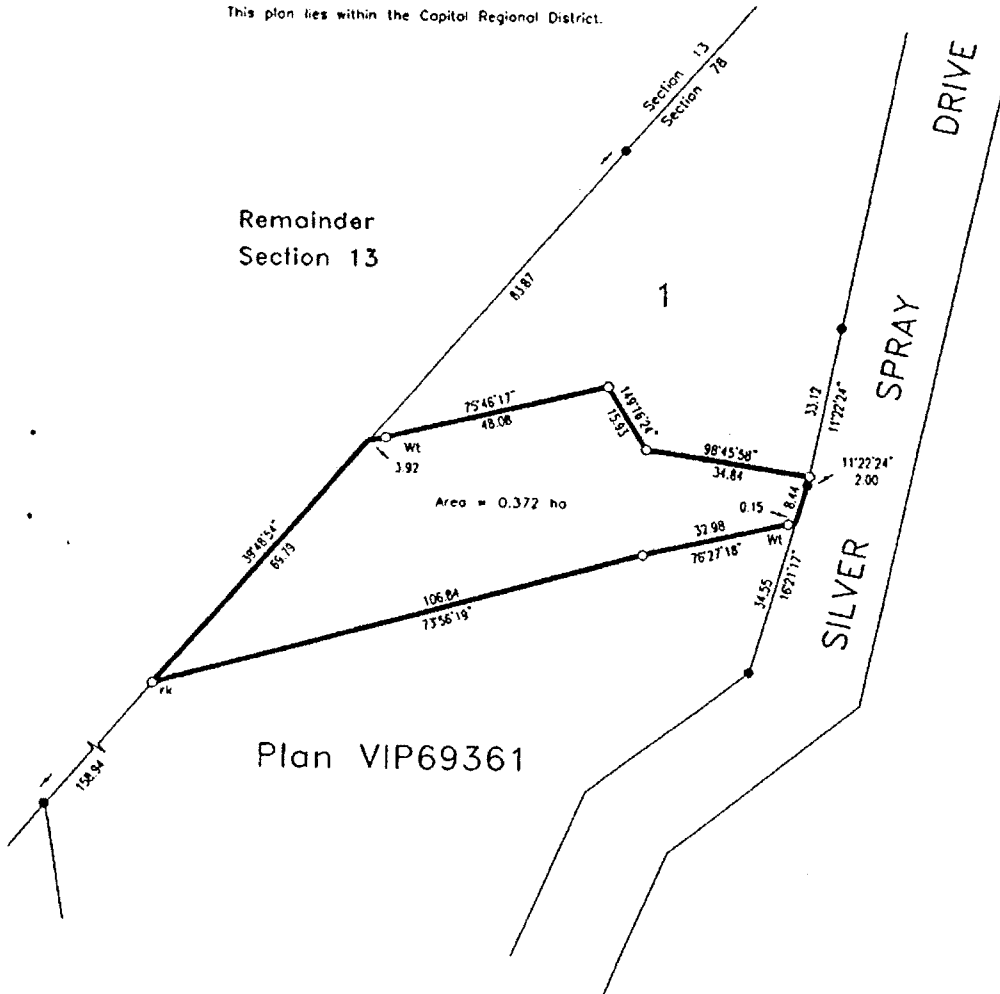 This plan lies within the Capital Regional District.
Section 13
Section 78
DRIVE
Remainder
Section 13
83.87
1
SPRAY
33.12
11°22'24"
75°46'17"
48.08
149°16'24"
15.93
Wt
3.92
98°45'58"
34.84
11°22'24"
2.00
Area = 0.372 ha
0.15
8.44
39°48'54"
69.79
32.98
76°27'18"
Wt
106.84
73°56'19"
34.55
16°21'17"
SILVER
rk
Plan VIP69361
158.94